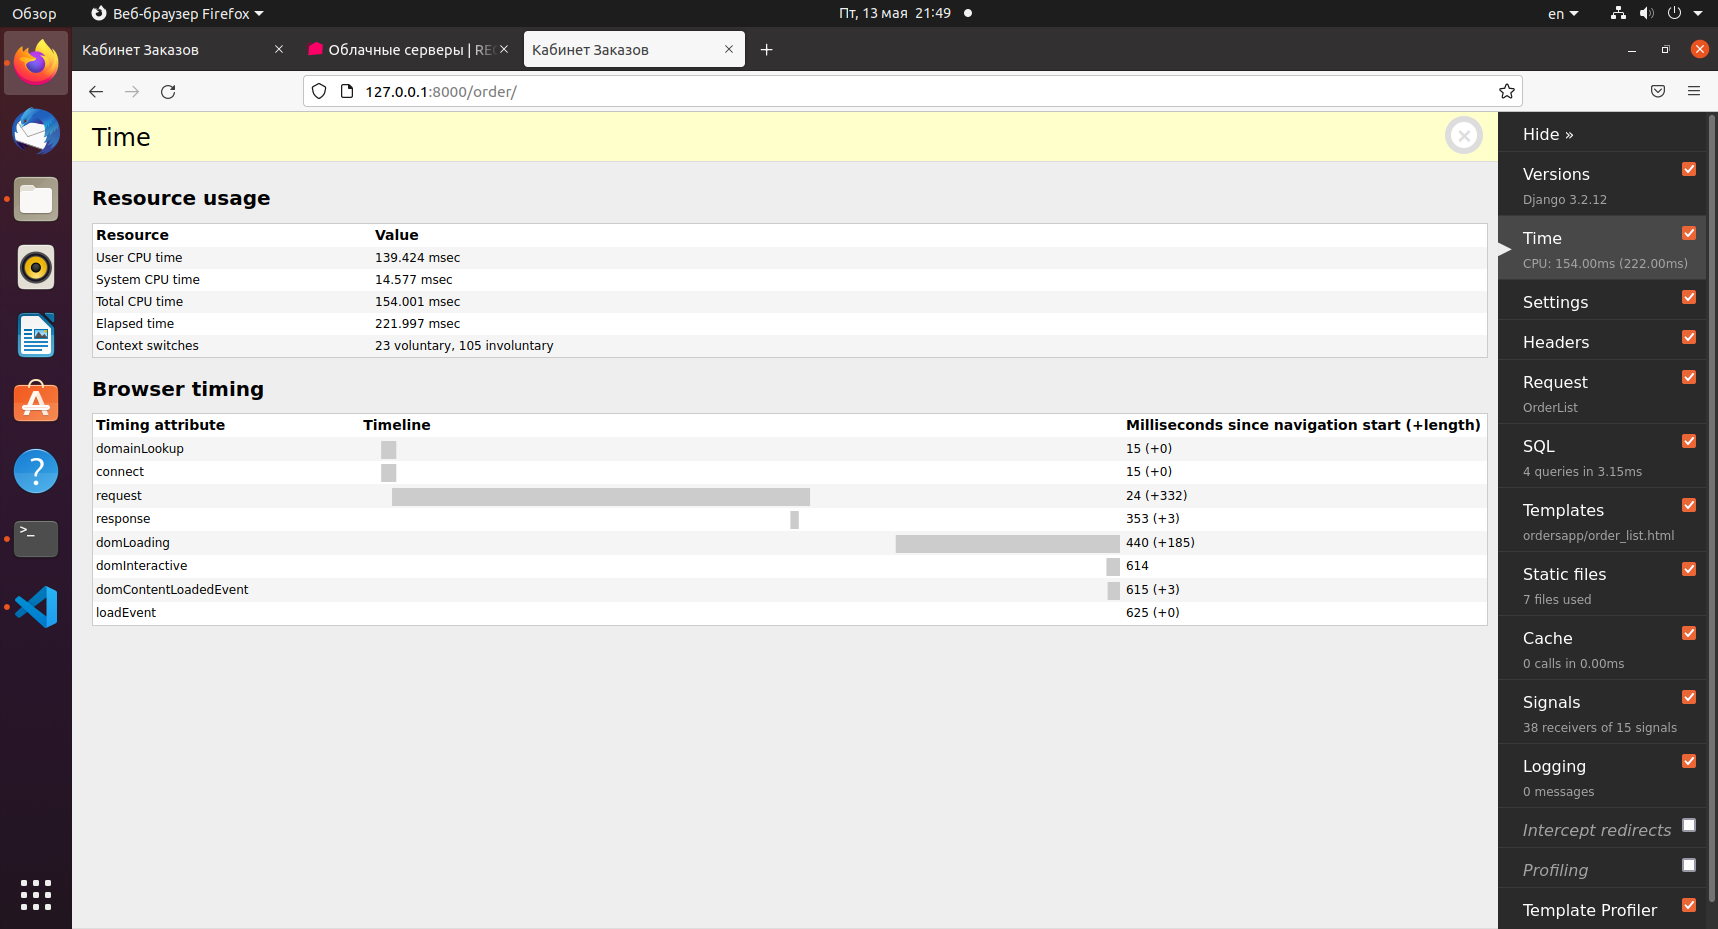 Обзор Веб-браузер Firefox Пт, 13 мая 21:49 en
Кабинет Заказов Облачные серверы | REG Кабинет Заказов
127.0.0.1:8000/order/
Time
Resource usage
Resource Value
User CPU time 139.424 msec
System CPU time 14.577 msec
Total CPU time 154.001 msec
Elapsed time 221.997 msec
Context switches 23 voluntary, 105 involuntary
Browser timing
Timing attribute Timeline Milliseconds since navigation start (+length)
domainLookup 15 (+0)
connect 15 (+0)
request 24 (+332)
response 353 (+3)
domLoading 440 (+185)
domInteractive 614
domContentLoadedEvent 615 (+3)
loadEvent 625 (+0)
Hide »
Versions
Django 3.2.12
Time
CPU: 154.00ms (222.00ms)
Settings
Headers
Request
OrderList
SQL
4 queries in 3.15ms
Templates
ordersapp/order_list.html
Static files
7 files used
Cache
0 calls in 0.00ms
Signals
38 receivers of 15 signals
Logging
0 messages
Intercept redirects
Profiling
Template Profiler